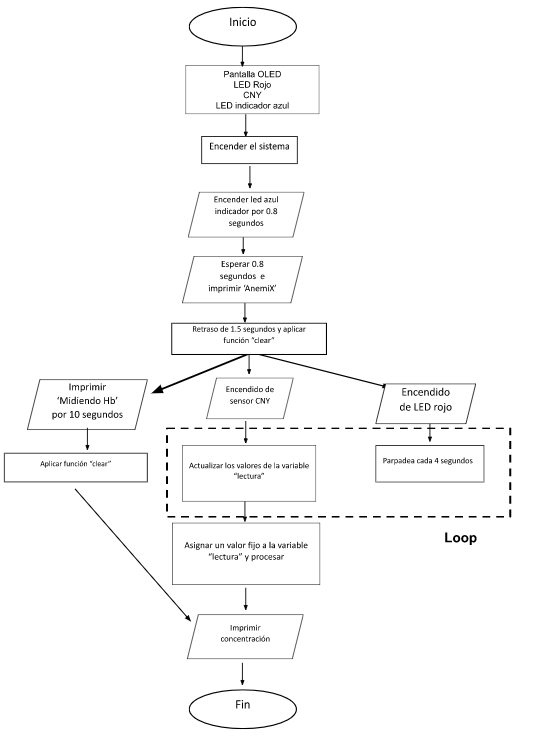 Inicio
Pantalla OLED
LED Rojo
CNY
LED indicador azul
Encender el sistema
Encender led azul
indicador por 0.8
segundos
Esperar 0.8
segundos e
imprimir ‘AnemiX’
Retraso de 1.5 segundos y aplicar
función “clear”
Imprimir
‘Midiendo Hb’
por 10 segundos
Encendido de
sensor CNY
Encendido
de LED rojo
Aplicar función “clear”
Actualizar los valores de la variable
“lectura”
Parpadea cada 4 segundos
Loop
Asignar un valor fijo a la variable
“lectura” y procesar
Imprimir
concentración
Fin